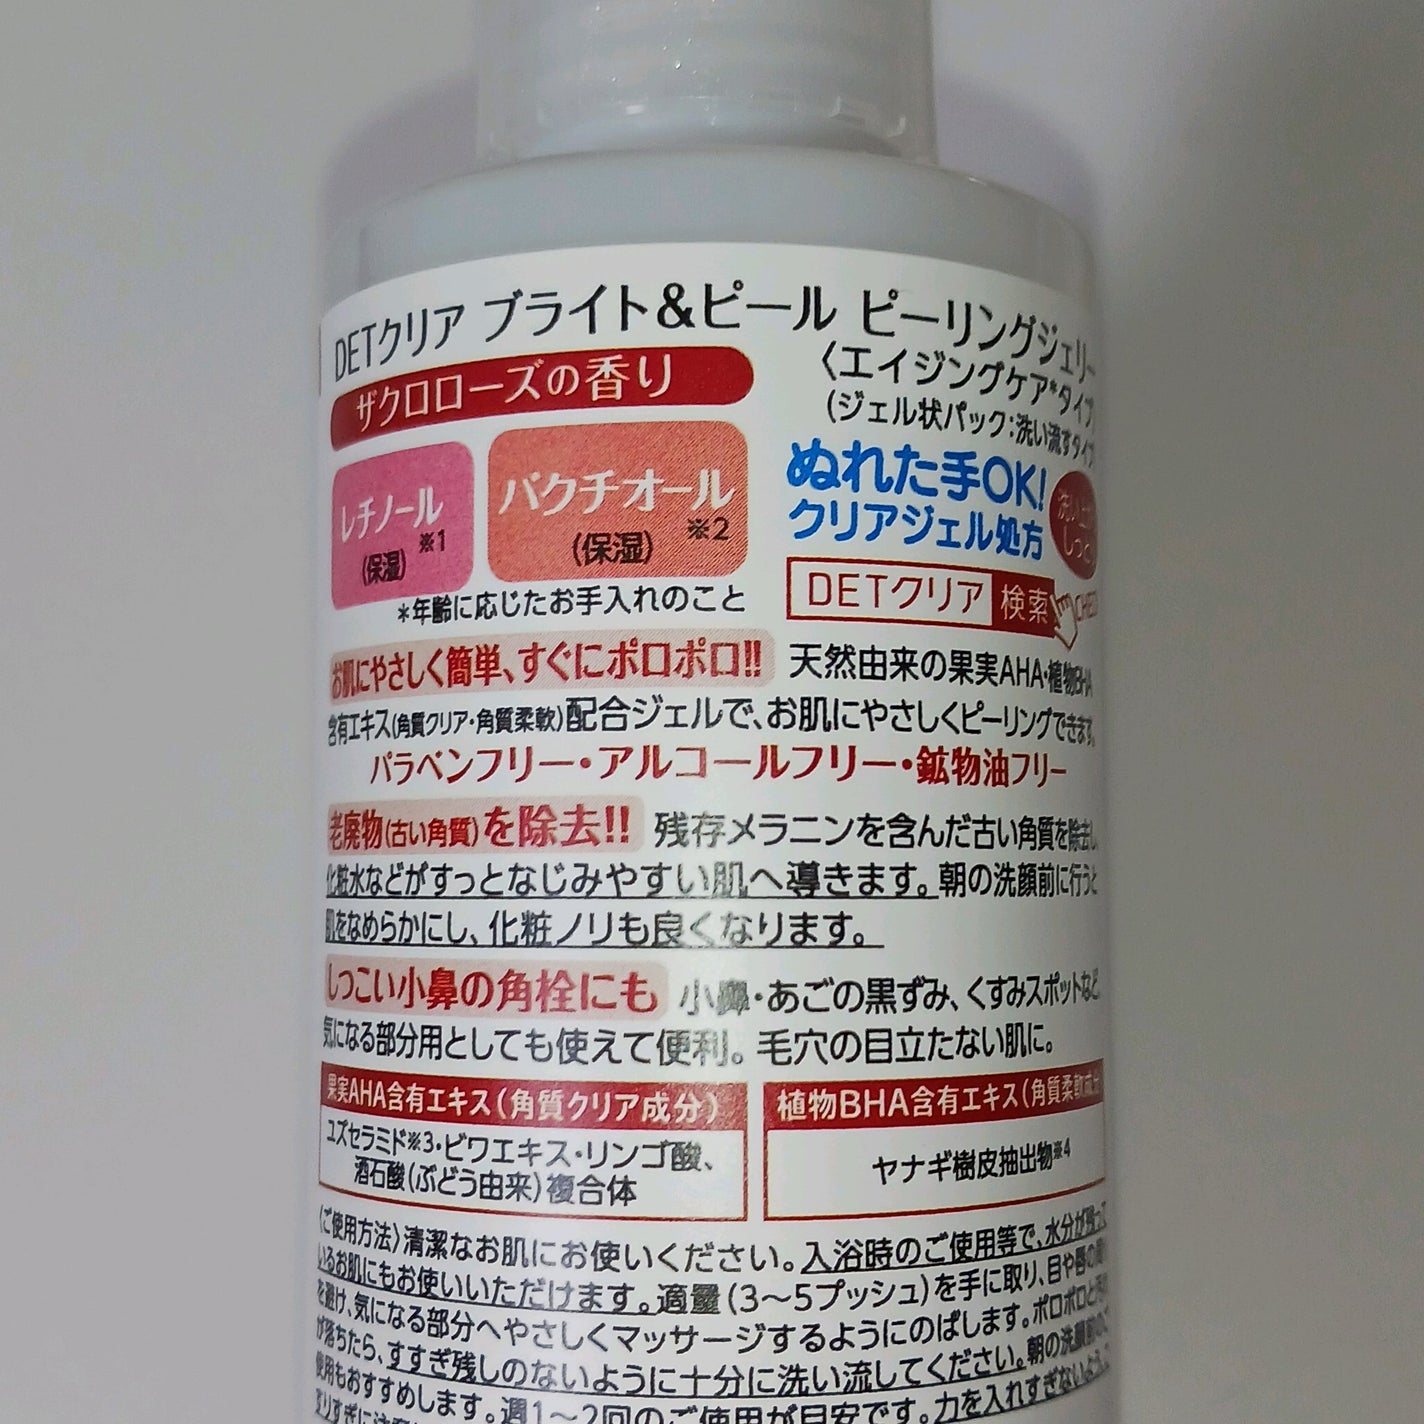 DETクリア ブライト&ピール ピーリングジェリー
〈エイジングケア*タイプ〉
(ジェル状パック:洗い流すタイプ)
ザクロローズの香り
レチノール
※1
(保湿)
バクチオール
※2
(保湿)
ぬれた手OK!
クリアジェル処方
DETクリア 検索
*年齢に応じたお手入れのこと
お肌にやさしく簡単、すぐにポロポロ!! 天然由来の果実AHA・植物BHA
含有エキス(角質クリア・角質柔軟)配合ジェルで、お肌にやさしくピーリングできます。
パラベンフリー・アルコールフリー・鉱物油フリー
老廃物(古い角質)を除去!! 残存メラニンを含んだ古い角質を除去し、
化粧水などがすっとなじみやすい肌へ導きます。朝の洗顔前に行うと
肌をなめらかにし、化粧ノリも良くなります。
しつこい小鼻の角栓にも 小鼻・あごの黒ずみ、くすみスポットなど、
気になる部分用としても使えて便利。毛穴の目立たない肌に。
果実AHA含有エキス(角質クリア成分)
ユズセラミド※3・ビワエキス・リンゴ酸、
酒石酸(ぶどう由来)複合体
植物BHA含有エキス(角質柔軟成分)
ヤナギ樹皮抽出物※4
〈ご使用方法〉清潔なお肌にお使いください。入浴時のご使用等で、水分が残って
いるお肌にもお使いいただけます。適量(3〜5プッシュ)を手に取り、目や唇の
を避け、気になる部分へやさしくマッサージするようにのばします。ポロポロと
が落ちたら、すすぎ残しのないように十分に洗い流してください。朝の洗顔前の
使用もおすすめします。週1〜2回のご使用が目安です。力を入れすぎないよう、